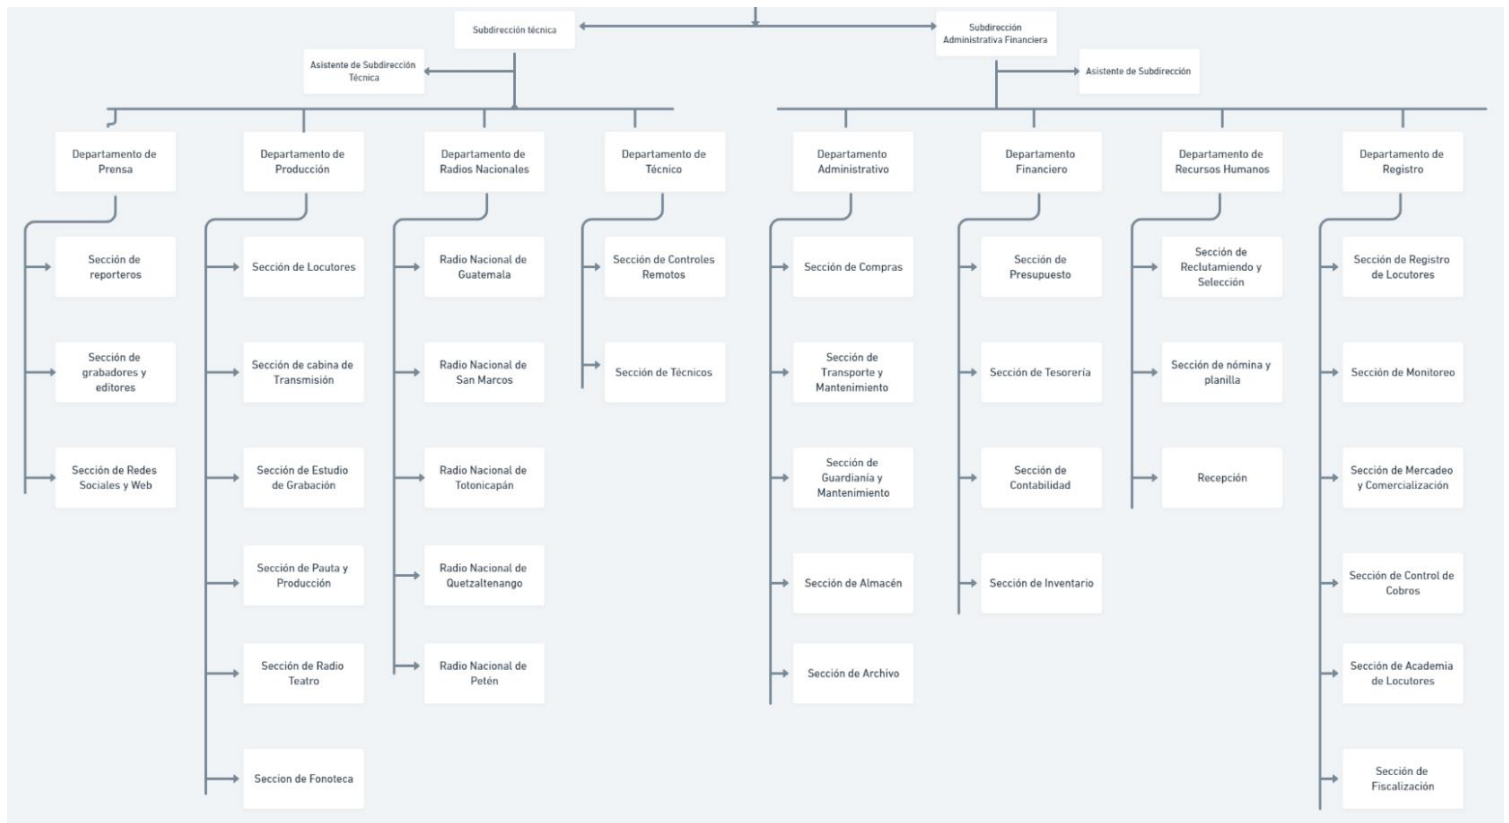 Subdirección técnica
Subdirección
Administrativa Financiera
Asistente de Subdirección
Técnica
Asistente de Subdirección
Departamento de
Prensa
Departamento de
Producción
Departamento de
Radios Nacionales
Departamento de
Técnico
Departamento
Administrativo
Departamento
Financiero
Departamento de
Recursos Humanos
Departamento de
Registro
Sección de
reporteros
Sección de
grabadores y
editores
Sección de Redes
Sociales y Web
Sección de Locutores
Sección de cabina de
Transmisión
Sección de Estudio
de Grabación
Sección de Pauta y
Producción
Sección de Radio
Teatro
Seccion de Fonoteca
Radio Nacional de
Guatemala
Radio Nacional de
San Marcos
Radio Nacional de
Totonicapán
Radio Nacional de
Quetzaltenango
Radio Nacional de
Petén
Sección de Controles
Remotos
Sección de Técnicos
Sección de Compras
Sección de
Transporte y
Mantenimiento
Sección de
Guardianía y
Mantenimiento
Sección de Almacén
Sección de Archivo
Sección de
Presupuesto
Sección de Tesorería
Sección de
Contabilidad
Sección de Inventario
Sección de
Reclutamiendo y
Selección
Sección de nómina y
planilla
Recepción
Sección de Registro
de Locutores
Sección de Monitoreo
Sección de Mercadeo
y Comercialización
Sección de Control de
Cobros
Sección de Academia
de Locutores
Sección de
Fiscalización